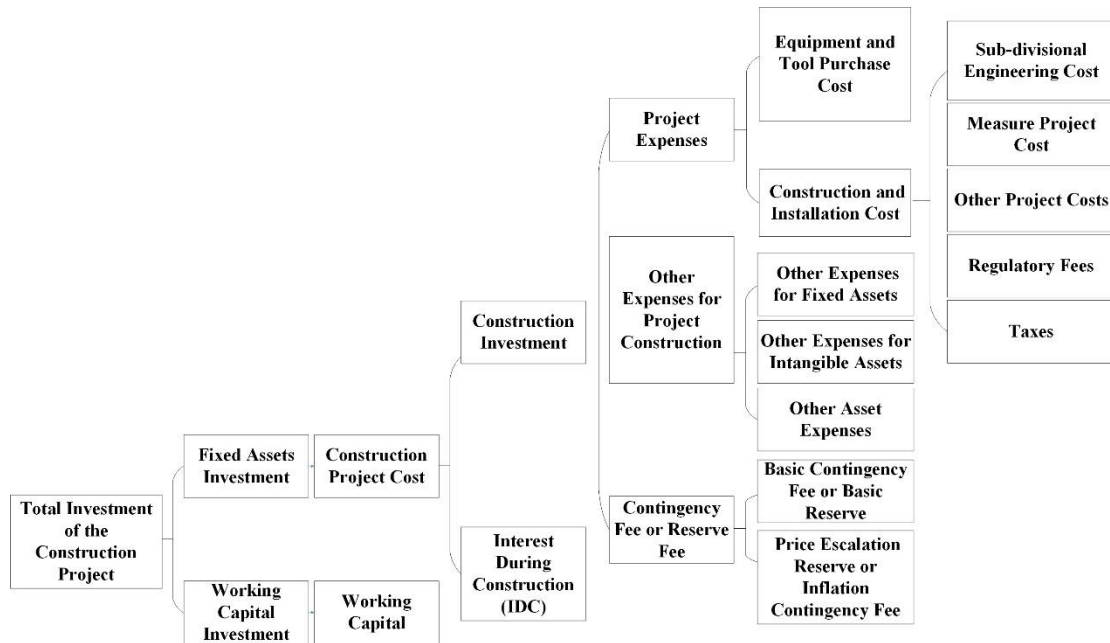 Total Investment
of the
Construction
Project
Fixed Assets
Investment
Working
Capital
Investment
Construction
Project Cost
Working
Capital
Construction
Investment
Interest
During
Construction
(IDC)
Project
Expenses
Other
Expenses for
Project
Construction
Contingency
Fee or Reserve
Fee
Equipment and
Tool Purchase
Cost
Construction and
Installation Cost
Other Expenses
for Fixed Assets
Other Expenses for
Intangible Assets
Other Asset
Expenses
Basic Contingency
Fee or Basic
Reserve
Price Escalation
Reserve or
Inflation
Contingency Fee
Sub-divisional
Engineering Cost
Measure Project
Cost
Other Project Costs
Regulatory Fees
Taxes